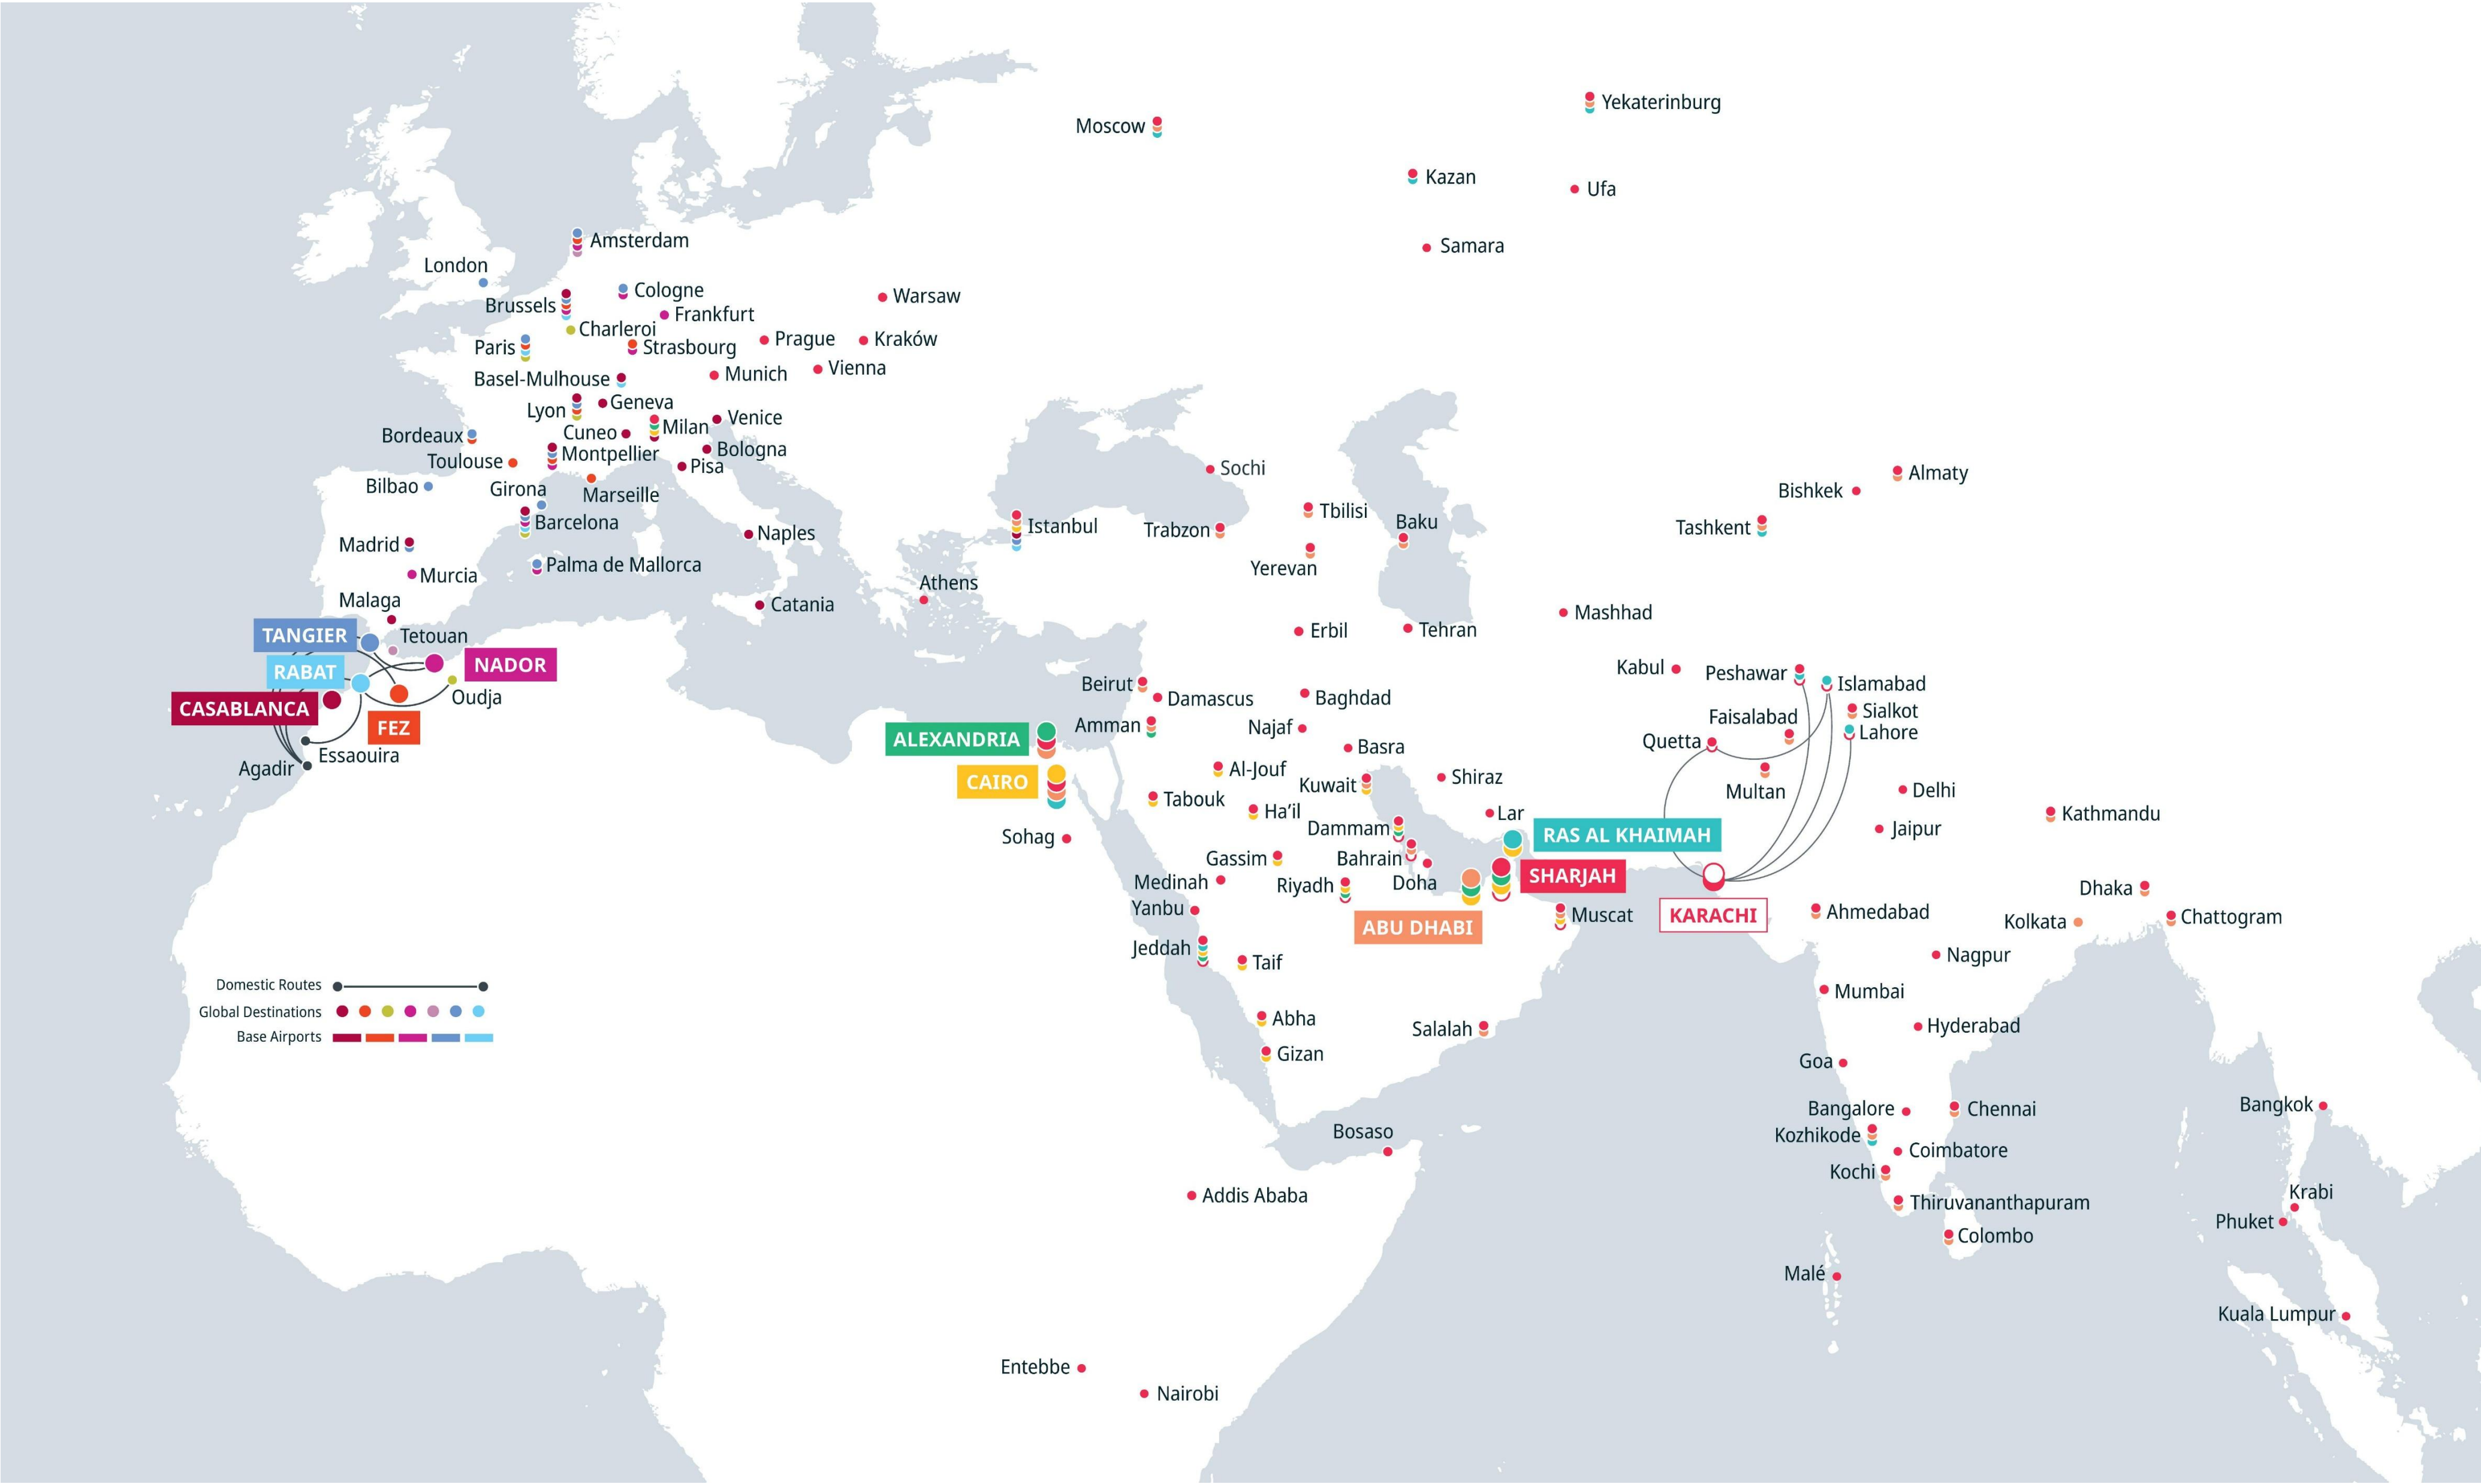 Yekaterinburg
Moscow
Kazan
Ufa
Samara
Amsterdam
London
Cologne
Warsaw
Brussels
Frankfurt
Charleroi
Prague
Kraków
Paris
Strasbourg
Vienna
Munich
Basel-Mulhouse
Geneva
Lyon
Venice
Milan
Cuneo
Bordeaux
Bologna
Montpellier
Toulouse
Pisa
Sochi
Almaty
Bilbao
Girona
Marseille
Bishkek
Tbilisi
Barcelona
Baku
Istanbul
Trabzon
Tashkent
Naples
Madrid
Palma de Mallorca
Yerevan
Murcia
Athens
Malaga
Catania
Mashhad
Erbil
Tehran
TANGIER
Tetouan
NADOR
Kabul
Peshawar
RABAT
Islamabad
Beirut
Oudja
Damascus
Baghdad
CASABLANCA
Sialkot
Faisalabad
FEZ
Amman
Najaf
Lahore
ALEXANDRIA
Quetta
Basra
Essaouira
Agadir
Al-Jouf
Shiraz
CAIRO
Kuwait
Multan
Delhi
Tabouk
Ha’il
Lar
Kathmandu
Dammam
Jaipur
RAS AL KHAIMAH
Sohag
Gassim
Bahrain
SHARJAH
Medinah
Riyadh
Doha
Dhaka
Yanbu
Muscat
KARACHI
Ahmedabad
Chattogram
Kolkata
ABU DHABI
Jeddah
Nagpur
Taif
Domestic Routes
Mumbai
Global Destinations
Abha
Hyderabad
Salalah
Base Airports
Gizan
Goa
Bangkok
Bangalore
Chennai
Bosaso
Kozhikode
Coimbatore
Kochi
Krabi
Addis Ababa
Thiruvananthapuram
Phuket
Colombo
Malé
Kuala Lumpur
Entebbe
Nairobi